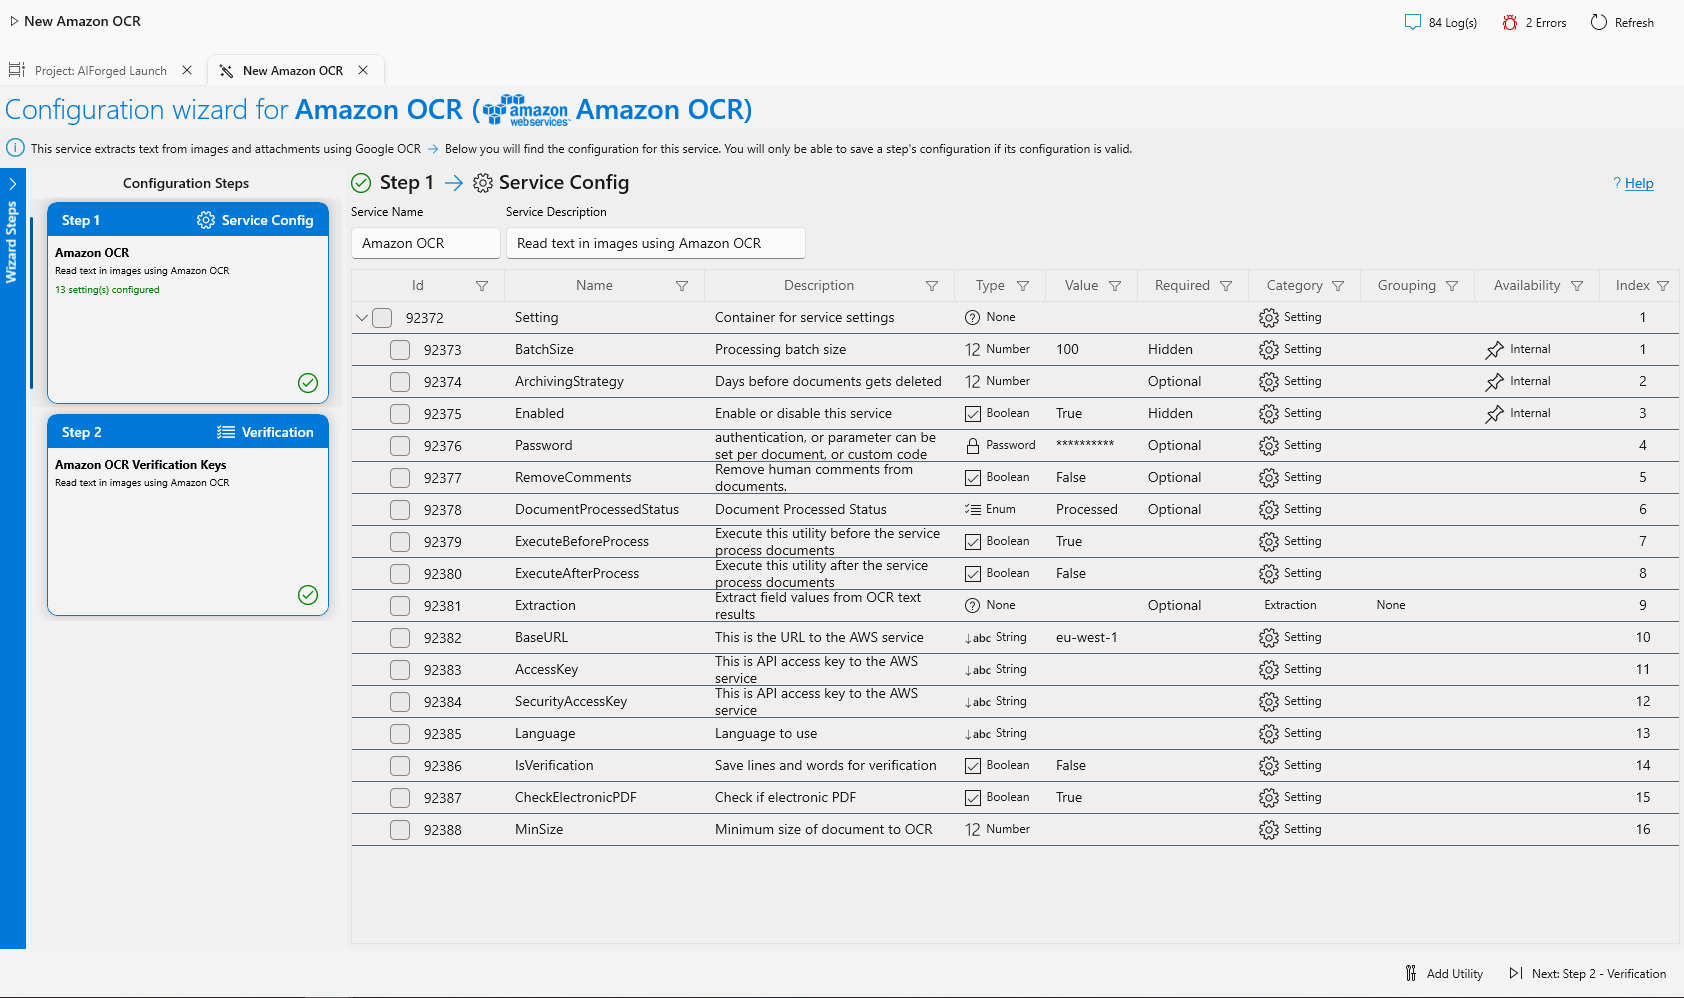 New Amazon OCR
84 Log(s) 2 Errors Refresh
Project: AIForged Launch New Amazon OCR
Configuration wizard for Amazon OCR (amazon webservices™ Amazon OCR)
This service extracts text from images and attachments using Google OCR → Below you will find the configuration for this service. You will only be able to save a step's configuration if its configuration is valid.
Wizard Steps
Configuration Steps
Step 1 Service Config
Amazon OCR
Read text in images using Amazon OCR
13 setting(s) configured
Step 2 Verification
Amazon OCR Verification Keys
Read text in images using Amazon OCR
Step 1 → Service Config
? Help
Service Name Service Description
Amazon OCR Read text in images using Amazon OCR
Id Name Description Type Value Required Category Grouping Availability Index
92372 Setting Container for service settings None Setting 1
92373 BatchSize Processing batch size 12 Number 100 Hidden Setting Internal 1
92374 ArchivingStrategy Days before documents gets deleted 12 Number Optional Setting Internal 2
92375 Enabled Enable or disable this service Boolean True Hidden Setting Internal 3
92376 Password authentication, or parameter can be set per document, or custom code Password ********** Optional Setting 4
92377 RemoveComments Remove human comments from documents. Boolean False Optional Setting 5
92378 DocumentProcessedStatus Document Processed Status Enum Processed Optional Setting 6
92379 ExecuteBeforeProcess Execute this utility before the service process documents Boolean True Setting 7
92380 ExecuteAfterProcess Execute this utility after the service process documents Boolean False Setting 8
92381 Extraction Extract field values from OCR text results None Optional Extraction None 9
92382 BaseURL This is the URL to the AWS service abc String eu-west-1 Setting 10
92383 AccessKey This is API access key to the AWS service abc String Setting 11
92384 SecurityAccessKey This is API access key to the AWS service abc String Setting 12
92385 Language Language to use abc String Setting 13
92386 IsVerification Save lines and words for verification Boolean False Setting 14
92387 CheckElectronicPDF Check if electronic PDF Boolean True Setting 15
92388 MinSize Minimum size of document to OCR 12 Number Setting 16
Add Utility Next: Step 2 - Verification